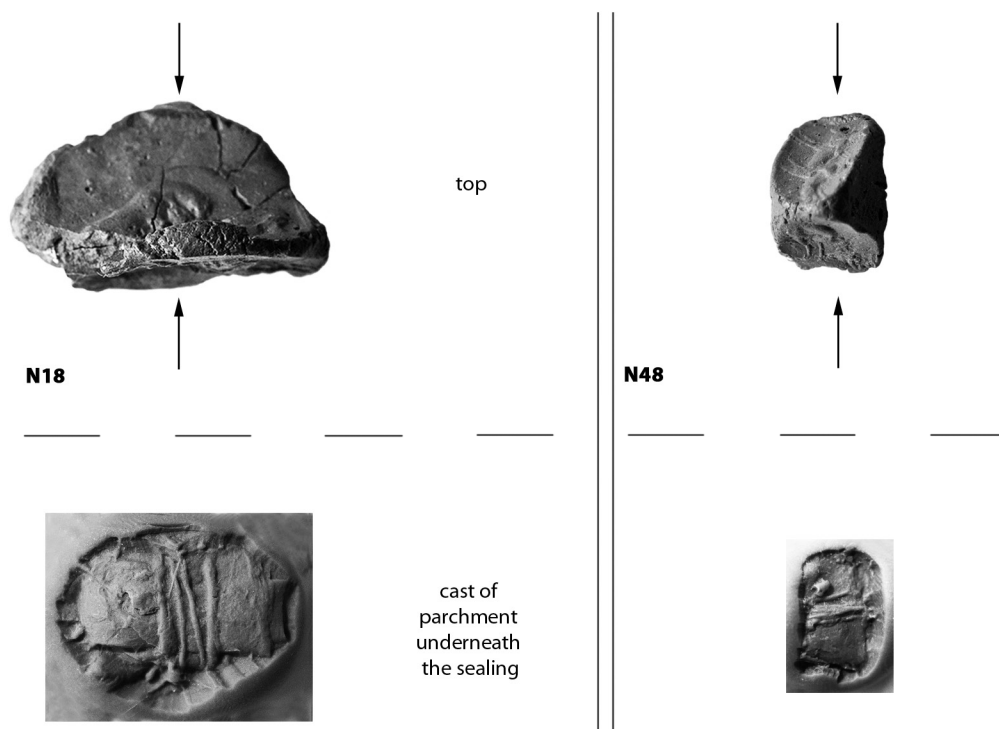 top
N18
N48
cast of
parchment
underneath
the sealing